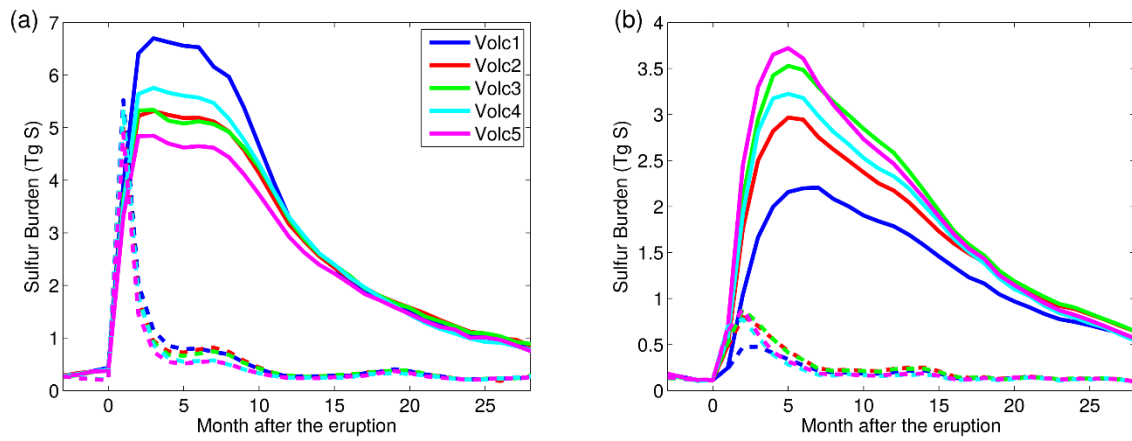 (a)
7
6
5
4
3
2
1
0
Sulfur Burden (Tg S)
0 5 10 15 20 25
Month after the eruption
Volc1
Volc2
Volc3
Volc4
Volc5
(b)
4
3.5
3
2.5
2
1.5
1
0.5
0
Sulfur Burden (Tg S)
0 5 10 15 20 25
Month after the eruption